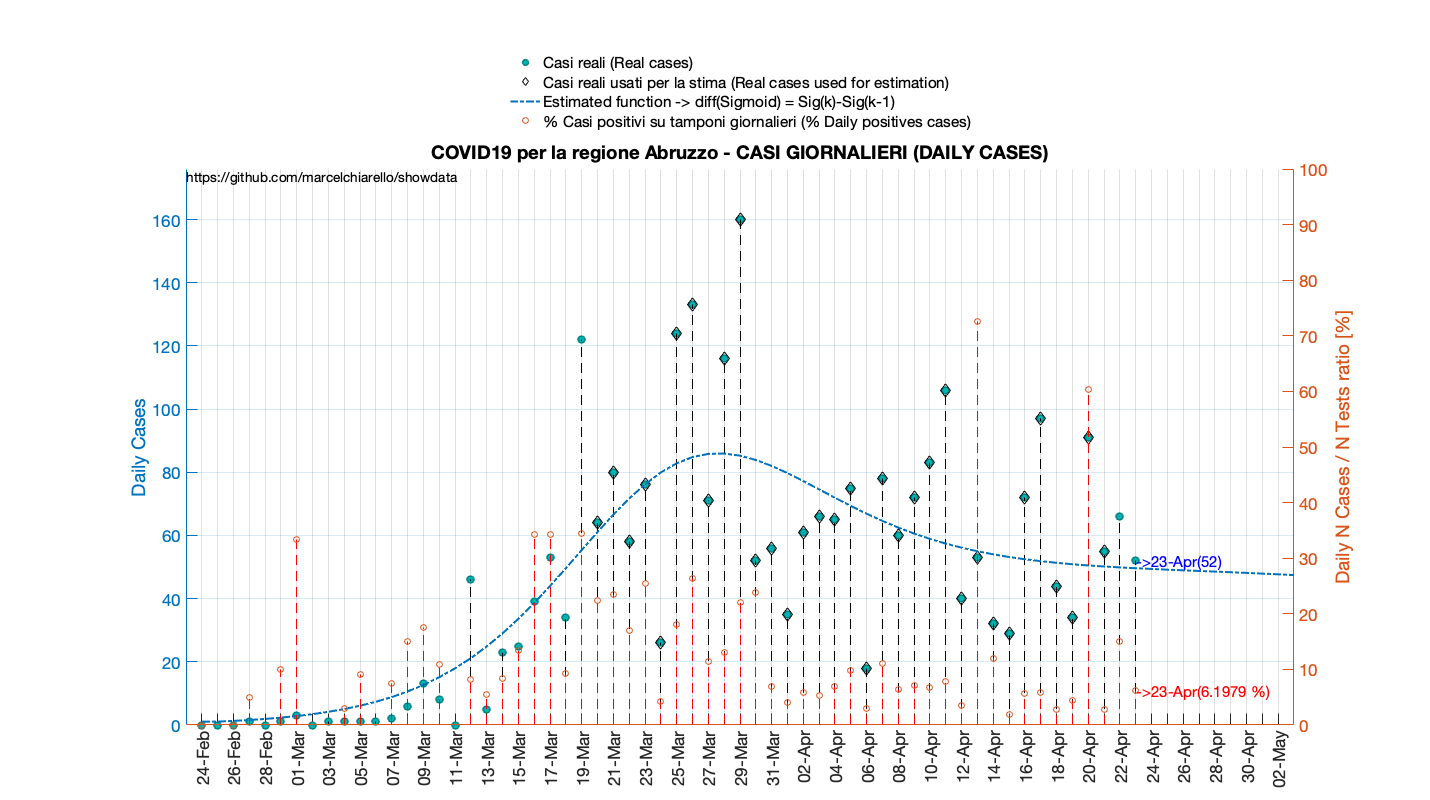 Casi reali (Real cases)
Casi reali usati per la stima (Real cases used for estimation)
Estimated function -> diff(Sigmoid) = Sig(k)-Sig(k-1)
% Casi positivi su tamponi giornalieri (% Daily positives cases)
COVID19 per la regione Abruzzo - CASI GIORNALIERI (DAILY CASES)
https://github.com/marcelchiarello/showdata
Daily Cases
160
140
120
100
80
60
40
20
0
100
90
80
70
60
50
40
30
20
10
0
Daily N Cases / N Tests ratio [%]
->23-Apr(52)
->23-Apr(6.1979 %)
24-Feb
26-Feb
28-Feb
01-Mar
03-Mar
05-Mar
07-Mar
09-Mar
11-Mar
13-Mar
15-Mar
17-Mar
19-Mar
21-Mar
23-Mar
25-Mar
27-Mar
29-Mar
31-Mar
02-Apr
04-Apr
06-Apr
08-Apr
10-Apr
12-Apr
14-Apr
16-Apr
18-Apr
20-Apr
22-Apr
24-Apr
26-Apr
28-Apr
30-Apr
02-May